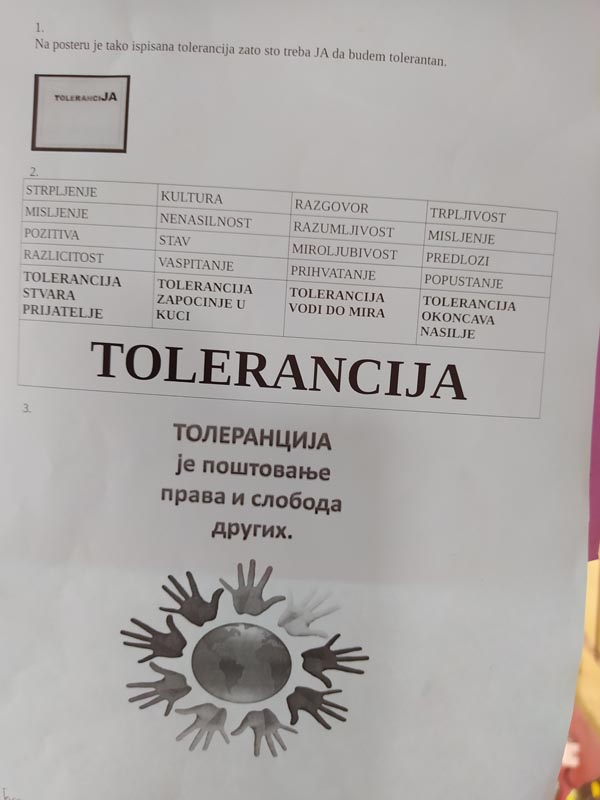 1.
Na posteru je tako ispisana tolerancija zato sto treba JA da budem tolerantan.
TOLERANCIJA
2.
STRPLJENJE KULTURA RAZGOVOR TRPLJIVOST
MISLJENJE NENASILNOST RAZUMLJIVOST MISLJENJE
POZITIVA STAV MIROLJUBIVOST PREDLOZI
RAZLICITOST VASPITANJE PRIHVATANJE POPUSTANJE
TOLERANCIJA STVARA PRIJATELJE TOLERANCIJA ZAPOCINJE U KUCI TOLERANCIJA VODI DO MIRA TOLERANCIJA OKONCAVA NASILJE
TOLERANCIJA
3.
ТОЛЕРАНЦИЈА
је поштовање
права и слобода
других.